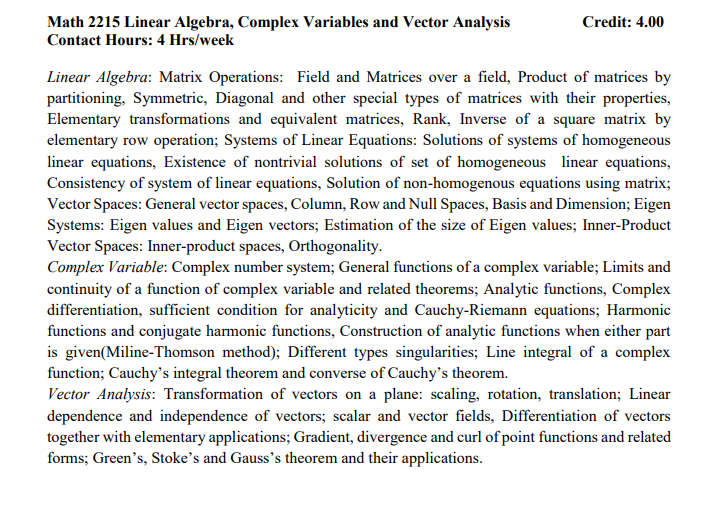 Math 2215 Linear Algebra, Complex Variables and Vector Analysis Credit: 4.00
Contact Hours: 4 Hrs/week
Linear Algebra: Matrix Operations: Field and Matrices over a field, Product of matrices by
partitioning, Symmetric, Diagonal and other special types of matrices with their properties,
Elementary transformations and equivalent matrices, Rank, Inverse of a square matrix by
elementary row operation; Systems of Linear Equations: Solutions of systems of homogeneous
linear equations, Existence of nontrivial solutions of set of homogeneous linear equations,
Consistency of system of linear equations, Solution of non-homogenous equations using matrix;
Vector Spaces: General vector spaces, Column, Row and Null Spaces, Basis and Dimension; Eigen
Systems: Eigen values and Eigen vectors; Estimation of the size of Eigen values; Inner-Product
Vector Spaces: Inner-product spaces, Orthogonality.
Complex Variable: Complex number system; General functions of a complex variable; Limits and
continuity of a function of complex variable and related theorems; Analytic functions, Complex
differentiation, sufficient condition for analyticity and Cauchy-Riemann equations; Harmonic
functions and conjugate harmonic functions, Construction of analytic functions when either part
is given(Miline-Thomson method); Different types singularities; Line integral of a complex
function; Cauchy’s integral theorem and converse of Cauchy’s theorem.
Vector Analysis: Transformation of vectors on a plane: scaling, rotation, translation; Linear
dependence and independence of vectors; scalar and vector fields, Differentiation of vectors
together with elementary applications; Gradient, divergence and curl of point functions and related
forms; Green’s, Stoke’s and Gauss’s theorem and their applications.